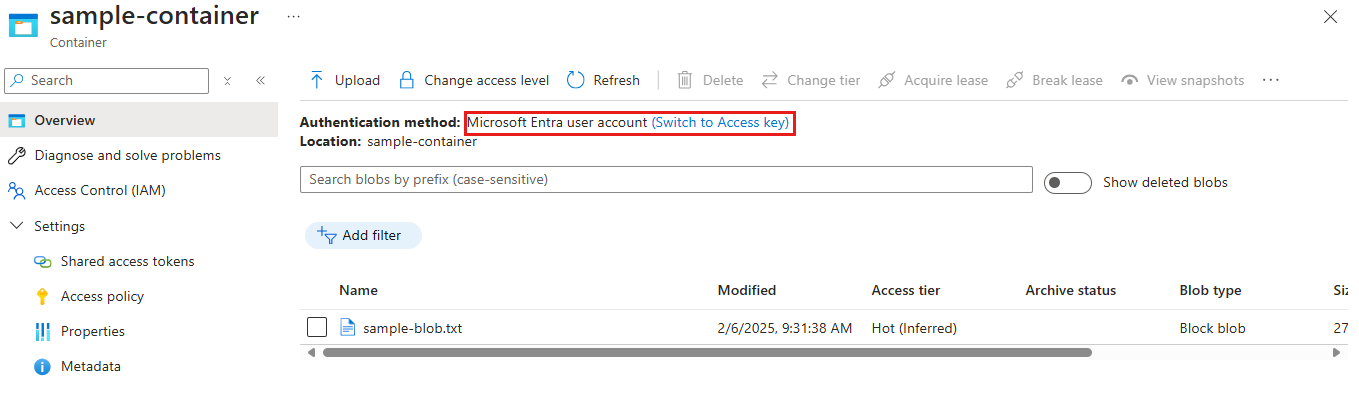 sample-container ...
Container
Search
Upload Change access level Refresh Delete Change tier Acquire lease Break lease View snapshots ...
Overview
Diagnose and solve problems
Access Control (IAM)
Settings
Shared access tokens
Access policy
Properties
Metadata
Authentication method: Microsoft Entra user account (Switch to Access key)
Location: sample-container
Search blobs by prefix (case-sensitive)
Show deleted blobs
Add filter
Name Modified Access tier Archive status Blob type Siz
sample-blob.txt 2/6/2025, 9:31:38 AM Hot (Inferred) Block blob 27